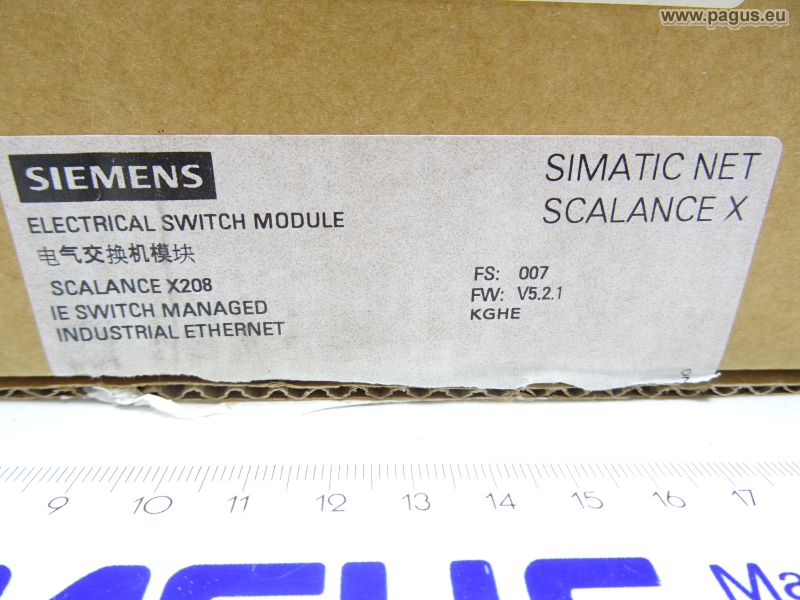 www.pagus.eu
SIEMENS
SIMATIC NET
SCALANCE X
ELECTRICAL SWITCH MODULE
电气交换机模块
SCALANCE X208
IE SWITCH MANAGED
INDUSTRIAL ETHERNET
FS: 007
FW: V5.2.1
KGHE
9 10 11 12 13 14 15 16 17
Ma